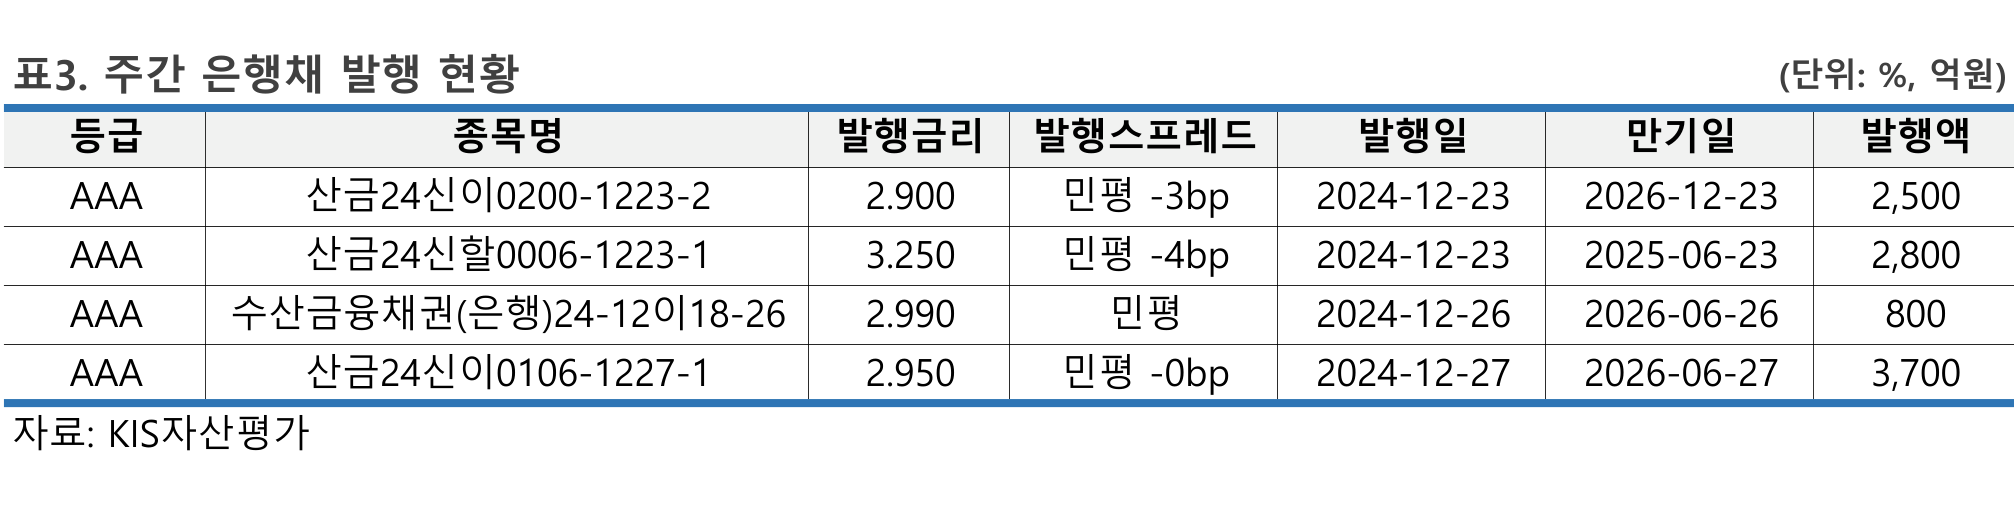 표3. 주간 은행채 발행 현황 (단위: %, 억원)
등급 종목명 발행금리 발행스프레드 발행일 만기일 발행액
AAA 산금24신이0200-1223-2 2.900 민평 -3bp 2024-12-23 2026-12-23 2,500
AAA 산금24신할0006-1223-1 3.250 민평 -4bp 2024-12-23 2025-06-23 2,800
AAA 수산금융채권(은행)24-12이18-26 2.990 민평 2024-12-26 2026-06-26 800
AAA 산금24신이0106-1227-1 2.950 민평 -0bp 2024-12-27 2026-06-27 3,700
자료: KIS자산평가